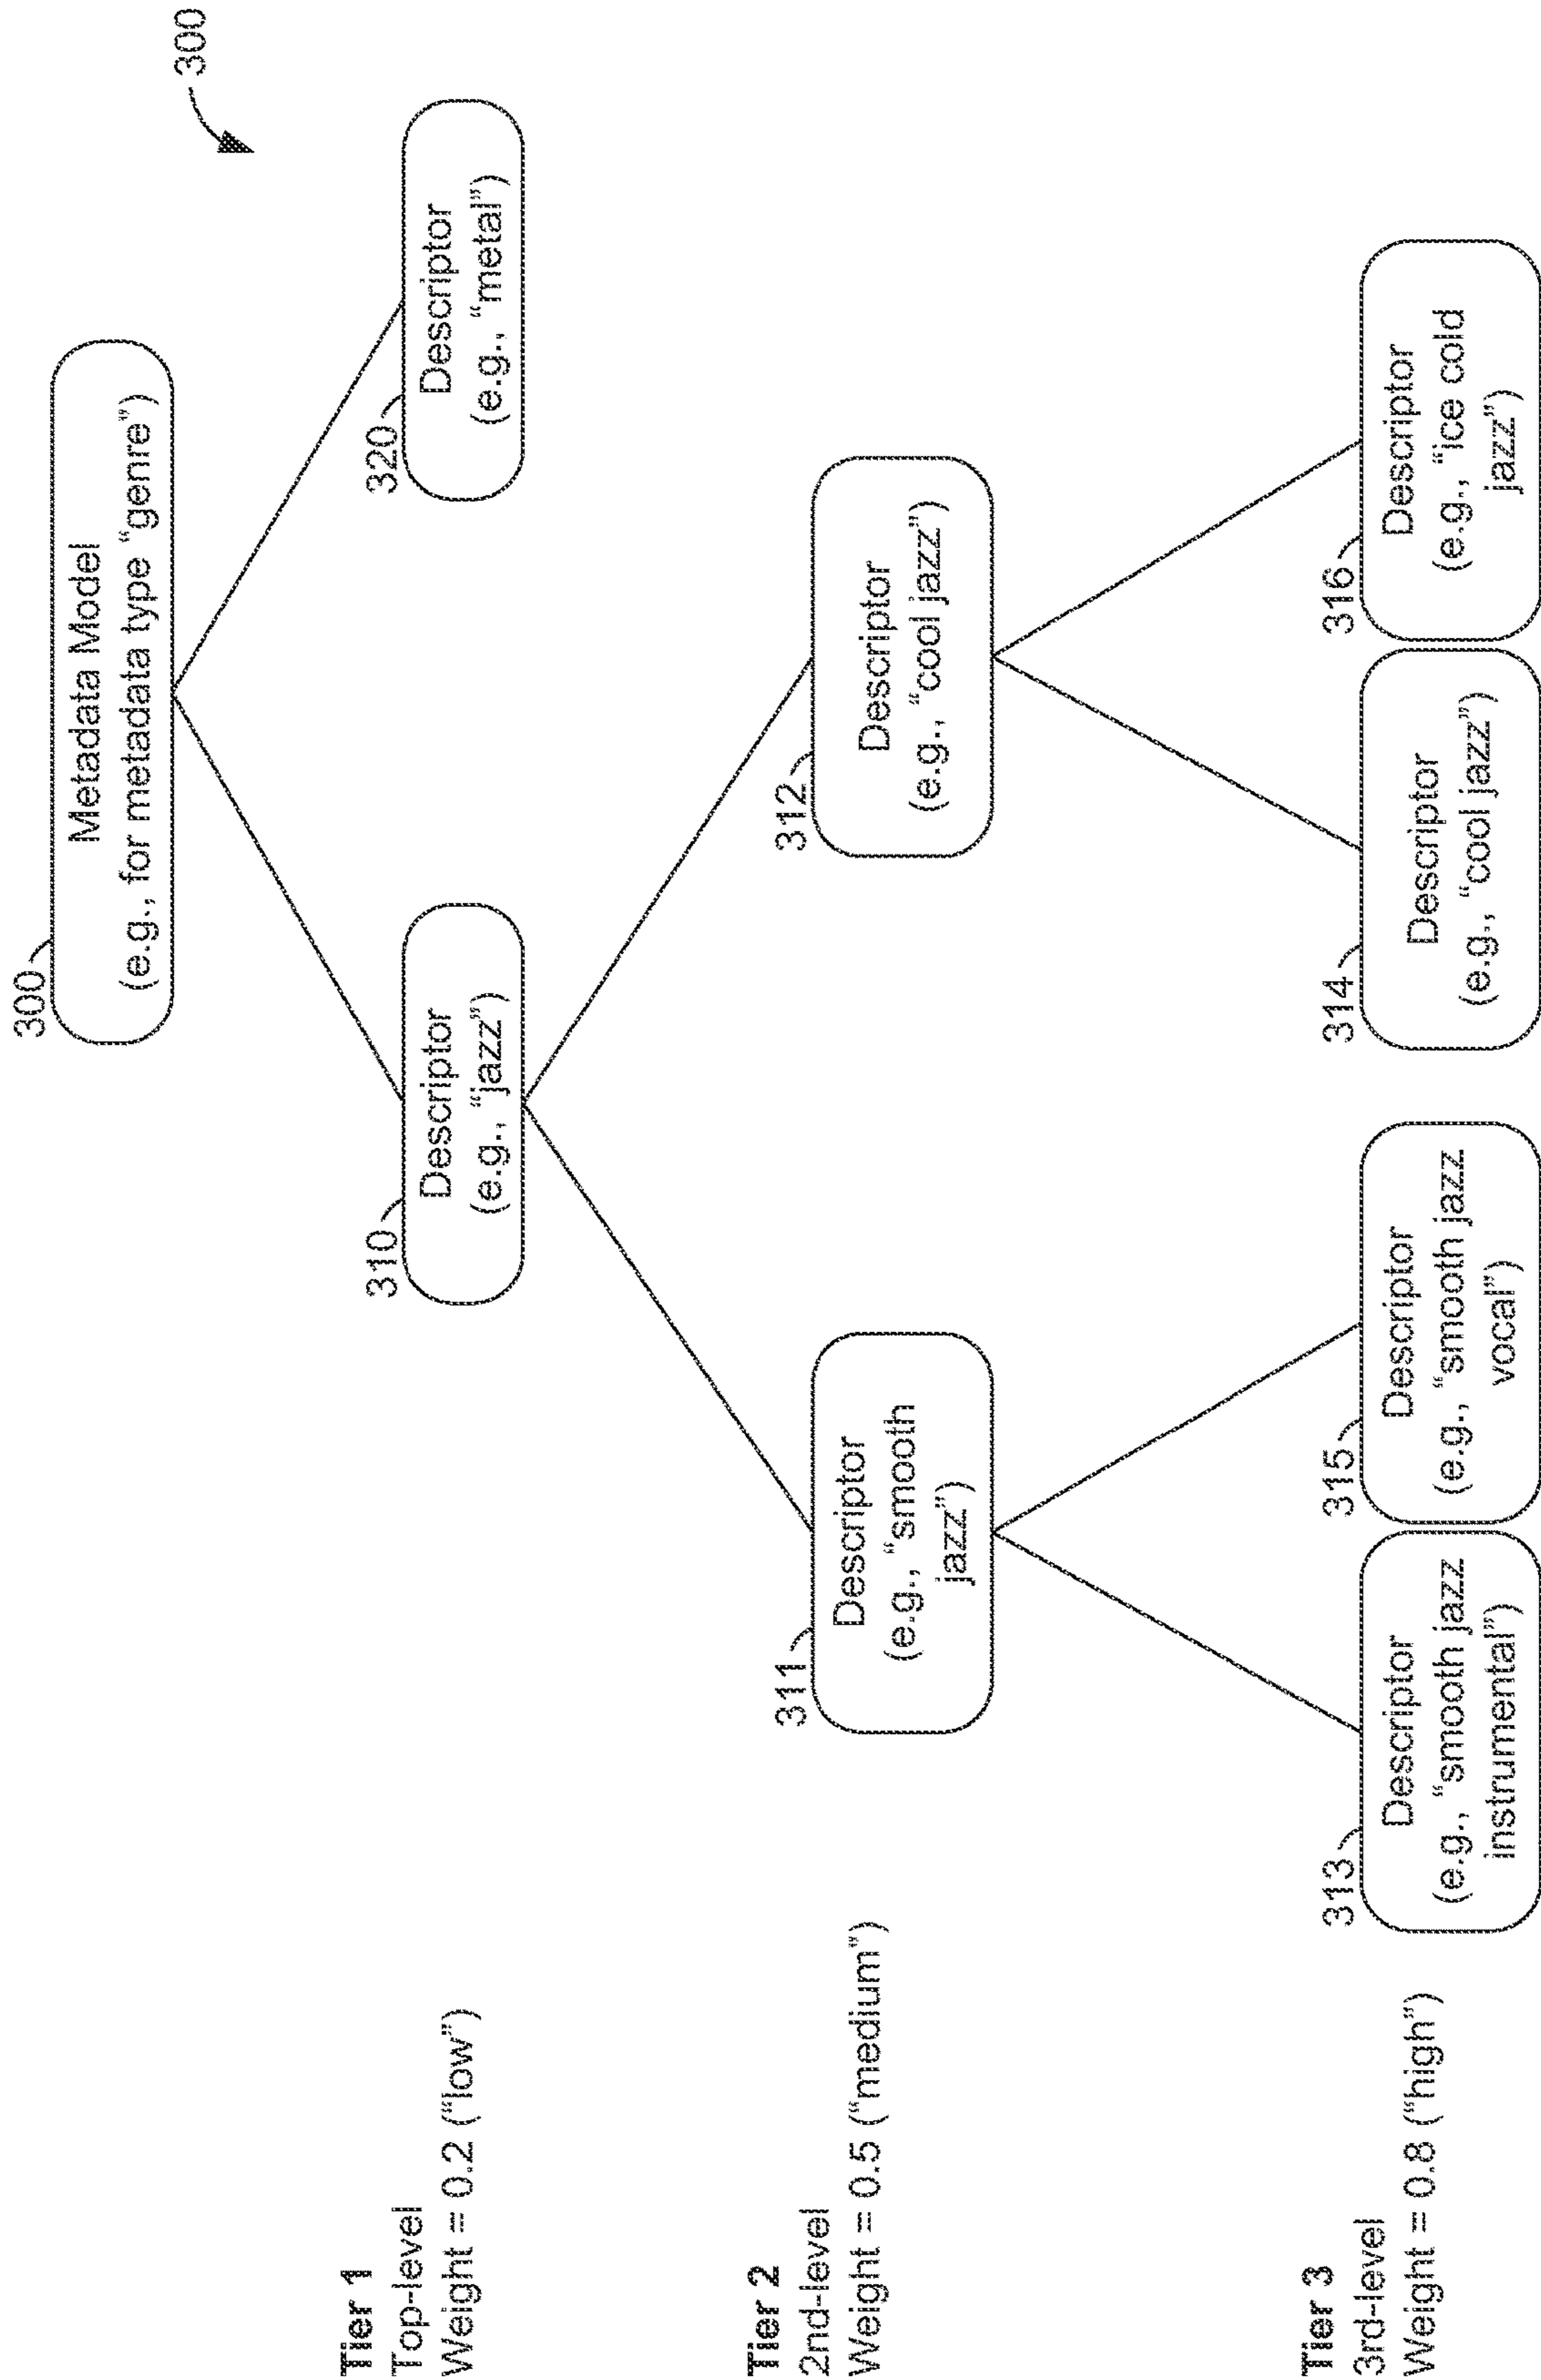 300
300
Metadata Model
(e.g., for metadata type “genre”)
Tier 1
Top-level
Weight = 0.2 (“low”)
310
Descriptor
(e.g., “jazz”)
320
Descriptor
(e.g., “metal”)
Tier 2
2nd-level
Weight = 0.5 (“medium”)
311
Descriptor
(e.g., “smooth
jazz”)
312
Descriptor
(e.g., “cool jazz”)
Tier 3
3rd-level
Weight = 0.8 (“high”)
313
Descriptor
(e.g., “smooth jazz
instrumental”)
315
Descriptor
(e.g., “smooth jazz
vocal”)
314
Descriptor
(e.g., “cool jazz”)
316
Descriptor
(e.g., “ice cold
jazz”)